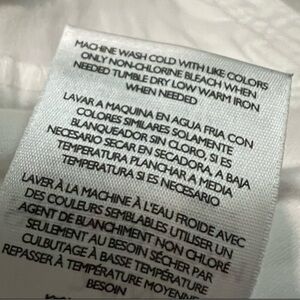 MACHINE WASH COLD WITH LIKE COLORS
ONLY NON-CHLORINE BLEACH WHEN
NEEDED TUMBLE DRY LOW WARM IRON
WHEN NEEDED
LAVAR A MAQUINA EN AGUA FRIA CON
COLORES SIMILARES SOLAMENTE
BLANQUEADOR SIN CLORO, SI ES
NECESARIO SECAR EN SECADORA, A BAJA
TEMPERATURA PLANCHAR A MEDIA
TEMPERATURA SI ES NECESARIO
LAVER À LA MACHINE À L'EAU FROIDE AVEC
DES COULEURS SEMBLABLES UTILISER UN
AGENT DE BLANCHIMENT NON CHLORÉ
SEULEMENT AU BESOIN SÉCHER PAR
CULBUTAGE À BASSE TEMPÉRATURE
REPASSER À TEMPÉRATURE MOYENNE
BESOIN